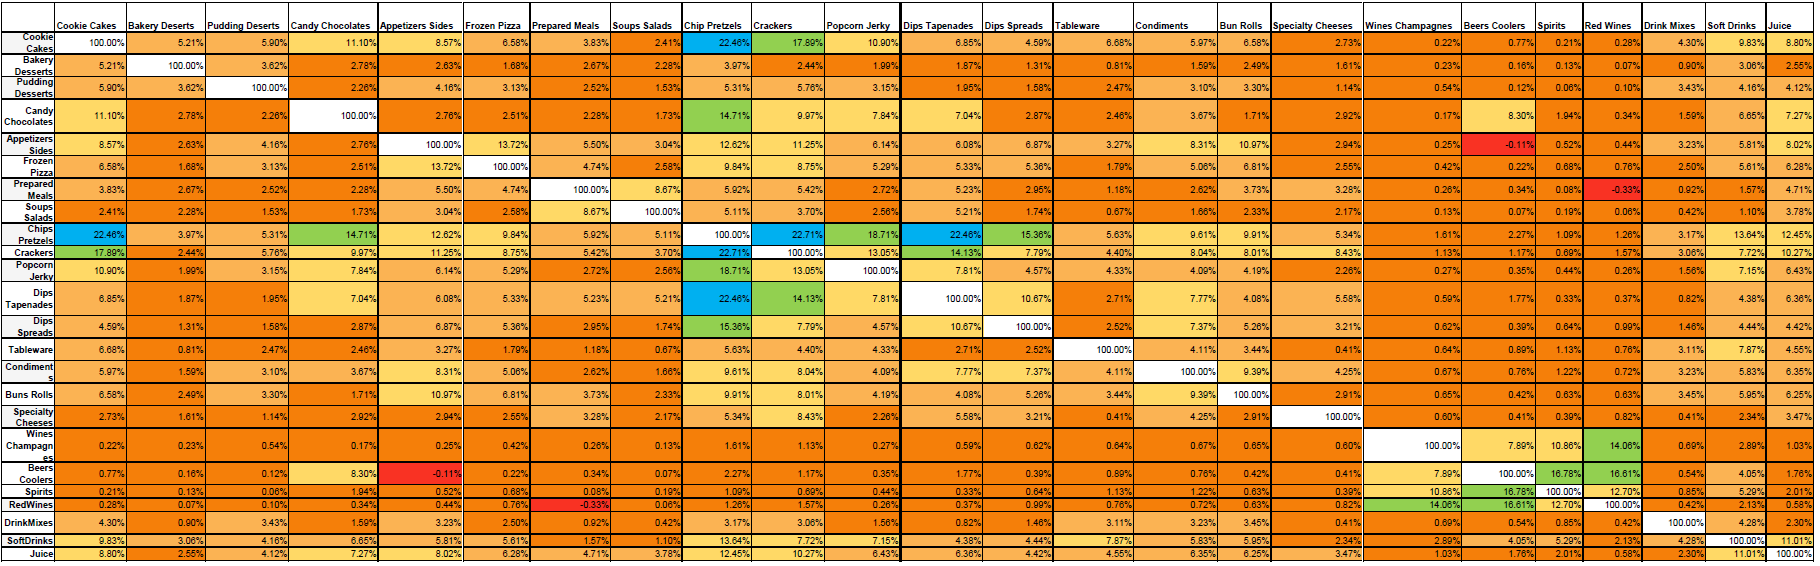 Cookie Cakes Bakery Deserts Pudding Deserts Candy Chocolates Appetizers Sides Frozen Pizza Prepared Meals Soups Salads Chip Pretzels Crackers Popcorn Jerky Dips Tapenades Dips Spreads Tableware Condiments Bun Rolls Specialty Cheeses Wines Champagnes Beers Coolers Spirits Red Wines Drink Mixes Soft Drinks Juice
Cookie
Cakes 100.00% 5.21% 5.90% 11.10% 8.57% 6.58% 3.83% 2.41% 22.46% 17.89% 10.90% 6.85% 4.59% 6.68% 5.97% 6.58% 2.73% 0.22% 0.77% 0.21% 0.28% 4.30% 9.83% 8.80%
Bakery
Desserts 5.21% 100.00% 3.62% 2.78% 2.63% 1.68% 2.67% 2.28% 3.97% 2.44% 1.99% 1.87% 1.31% 0.81% 1.59% 2.49% 1.61% 0.23% 0.16% 0.13% 0.07% 0.90% 3.06% 2.55%
Pudding
Desserts 5.90% 3.62% 100.00% 2.26% 4.16% 3.13% 2.52% 1.53% 5.31% 5.76% 3.15% 1.95% 1.58% 2.47% 3.10% 3.30% 1.14% 0.54% 0.12% 0.06% 0.10% 3.43% 4.16% 4.12%
Candy
Chocolates 11.10% 2.78% 2.26% 100.00% 2.76% 2.51% 2.28% 1.73% 14.71% 9.97% 7.84% 7.04% 2.87% 2.46% 3.67% 1.71% 2.92% 0.17% 8.30% 1.94% 0.34% 1.59% 6.65% 7.27%
Appetizers
Sides 8.57% 2.63% 4.16% 2.76% 100.00% 13.72% 5.50% 3.04% 12.62% 11.25% 6.14% 6.08% 6.87% 3.27% 8.31% 10.97% 2.94% 0.25% -0.11% 0.52% 0.44% 3.23% 5.81% 8.02%
Frozen
Pizza 6.58% 1.68% 3.13% 2.51% 13.72% 100.00% 4.74% 2.58% 9.84% 8.75% 5.29% 5.33% 5.36% 1.79% 5.06% 6.81% 2.55% 0.42% 0.22% 0.68% 0.76% 2.50% 5.61% 6.28%
Prepared
Meals 3.83% 2.67% 2.52% 2.28% 5.50% 4.74% 100.00% 8.67% 5.92% 5.42% 2.72% 5.23% 2.95% 1.18% 2.62% 3.73% 3.28% 0.26% 0.34% 0.08% -0.33% 0.92% 1.57% 4.71%
Soups
Salads 2.41% 2.28% 1.53% 1.73% 3.04% 2.58% 8.67% 100.00% 5.11% 3.70% 2.56% 5.21% 1.74% 0.67% 1.66% 2.33% 2.17% 0.13% 0.07% 0.19% 0.06% 0.42% 1.10% 3.78%
Chips
Pretzels 22.46% 3.97% 5.31% 14.71% 12.62% 9.84% 5.92% 5.11% 100.00% 22.71% 18.71% 22.46% 15.36% 5.63% 9.61% 9.91% 5.34% 1.61% 2.27% 1.09% 1.26% 3.17% 13.64% 12.45%
Crackers 17.89% 2.44% 5.76% 9.97% 11.25% 8.75% 5.42% 3.70% 22.71% 100.00% 13.05% 14.13% 7.79% 4.40% 8.04% 8.01% 8.43% 1.13% 1.17% 0.69% 1.57% 3.06% 7.72% 10.27%
Popcorn
Jerky 10.90% 1.99% 3.15% 7.84% 6.14% 5.29% 2.72% 2.56% 18.71% 13.05% 100.00% 7.81% 4.57% 4.33% 4.09% 4.19% 2.26% 0.27% 0.35% 0.44% 0.26% 1.56% 7.15% 6.43%
Dips
Tapenades 6.85% 1.87% 1.95% 7.04% 6.08% 5.33% 5.23% 5.21% 22.46% 14.13% 7.81% 100.00% 10.67% 2.71% 7.77% 4.08% 5.58% 0.59% 1.77% 0.33% 0.37% 0.82% 4.38% 6.36%
Dips
Spreads 4.59% 1.31% 1.58% 2.87% 6.87% 5.36% 2.95% 1.74% 15.36% 7.79% 4.57% 10.67% 100.00% 2.52% 7.37% 5.26% 3.21% 0.62% 0.39% 0.64% 0.99% 1.46% 4.44% 4.42%
Tableware 6.68% 0.81% 2.47% 2.46% 3.27% 1.79% 1.18% 0.67% 5.63% 4.40% 4.33% 2.71% 2.52% 100.00% 4.11% 3.44% 0.41% 0.64% 0.89% 1.13% 0.76% 3.11% 7.87% 4.55%
Condiment
s 5.97% 1.59% 3.10% 3.67% 8.31% 5.06% 2.62% 1.66% 9.61% 8.04% 4.09% 7.77% 7.37% 4.11% 100.00% 9.39% 4.25% 0.67% 0.76% 1.22% 0.72% 3.23% 5.83% 6.35%
Buns Rolls 6.58% 2.49% 3.30% 1.71% 10.97% 6.81% 3.73% 2.33% 9.91% 8.01% 4.19% 4.08% 5.26% 3.44% 9.39% 100.00% 2.91% 0.65% 0.42% 0.63% 0.63% 3.45% 5.95% 6.25%
Specialty
Cheeses 2.73% 1.61% 1.14% 2.92% 2.94% 2.55% 3.28% 2.17% 5.34% 8.43% 2.26% 5.58% 3.21% 0.41% 4.25% 2.91% 100.00% 0.60% 0.41% 0.39% 0.82% 0.41% 2.34% 3.47%
Wines
Champagn
es 0.22% 0.23% 0.54% 0.17% 0.25% 0.42% 0.26% 0.13% 1.61% 1.13% 0.27% 0.59% 0.62% 0.64% 0.67% 0.65% 0.60% 100.00% 7.89% 10.86% 14.06% 0.69% 2.89% 1.03%
Beers
Coolers 0.77% 0.16% 0.12% 8.30% -0.11% 0.22% 0.34% 0.07% 2.27% 1.17% 0.35% 1.77% 0.39% 0.89% 0.76% 0.42% 0.41% 7.89% 100.00% 16.78% 16.61% 0.54% 4.05% 1.76%
Spirits 0.21% 0.13% 0.06% 1.94% 0.52% 0.68% 0.08% 0.19% 1.09% 0.69% 0.44% 0.33% 0.64% 1.13% 1.22% 0.63% 0.39% 10.86% 16.78% 100.00% 12.70% 0.85% 5.29% 2.01%
RedWines 0.28% 0.07% 0.10% 0.34% 0.44% 0.76% -0.33% 0.06% 1.26% 1.57% 0.26% 0.37% 0.99% 0.76% 0.72% 0.63% 0.82% 14.06% 16.61% 12.70% 100.00% 0.42% 2.13% 0.58%
DrinkMixes 4.30% 0.90% 3.43% 1.59% 3.23% 2.50% 0.92% 0.42% 3.17% 3.06% 1.56% 0.82% 1.46% 3.11% 3.23% 3.45% 0.41% 0.69% 0.54% 0.85% 0.42% 100.00% 4.28% 2.30%
SoftDrinks 9.83% 3.06% 4.16% 6.65% 5.81% 5.61% 1.57% 1.10% 13.64% 7.72% 7.15% 4.38% 4.44% 7.87% 5.83% 5.95% 2.34% 2.89% 4.05% 5.29% 2.13% 4.28% 100.00% 11.01%
Juice 8.80% 2.55% 4.12% 7.27% 8.02% 6.28% 4.71% 3.78% 12.45% 10.27% 6.43% 6.36% 4.42% 4.55% 6.35% 6.25% 3.47% 1.03% 1.76% 2.01% 0.58% 2.30% 11.01% 100.00%